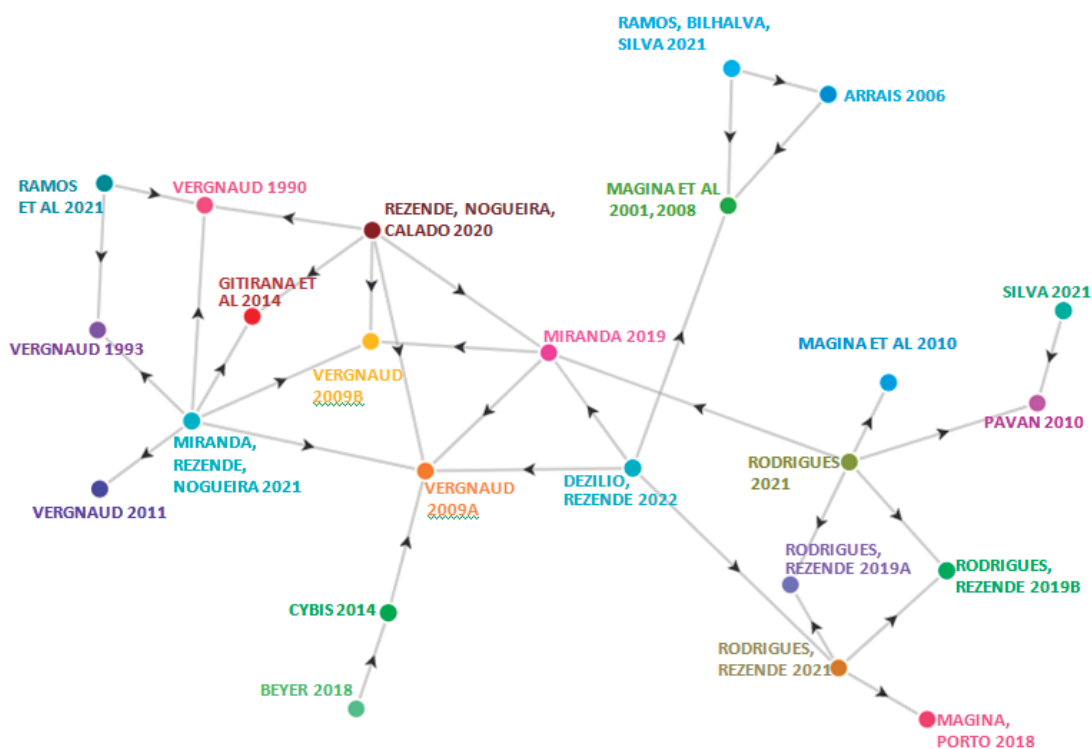 RAMOS, BILHALVA,
SILVA 2021
ARRAIS 2006
RAMOS
ET AL 2021
VERGNAUD 1990
MAGINA ET AL
2001, 2008
REZENDE, NOGUEIRA,
CALADO 2020
GITIRANA ET
AL 2014
SILVA 2021
VERGNAUD 1993
MIRANDA 2019
MAGINA ET AL 2010
VERGNAUD
2009B
PAVAN 2010
MIRANDA,
REZENDE,
NOGUEIRA 2021
RODRIGUES
2021
VERGNAUD 2011
VERGNAUD
2009A
DEZILIO,
REZENDE 2022
RODRIGUES,
REZENDE 2019A
RODRIGUES,
REZENDE 2019B
CYBIS 2014
RODRIGUES,
REZENDE 2021
BEYER 2018
MAGINA,
PORTO 2018